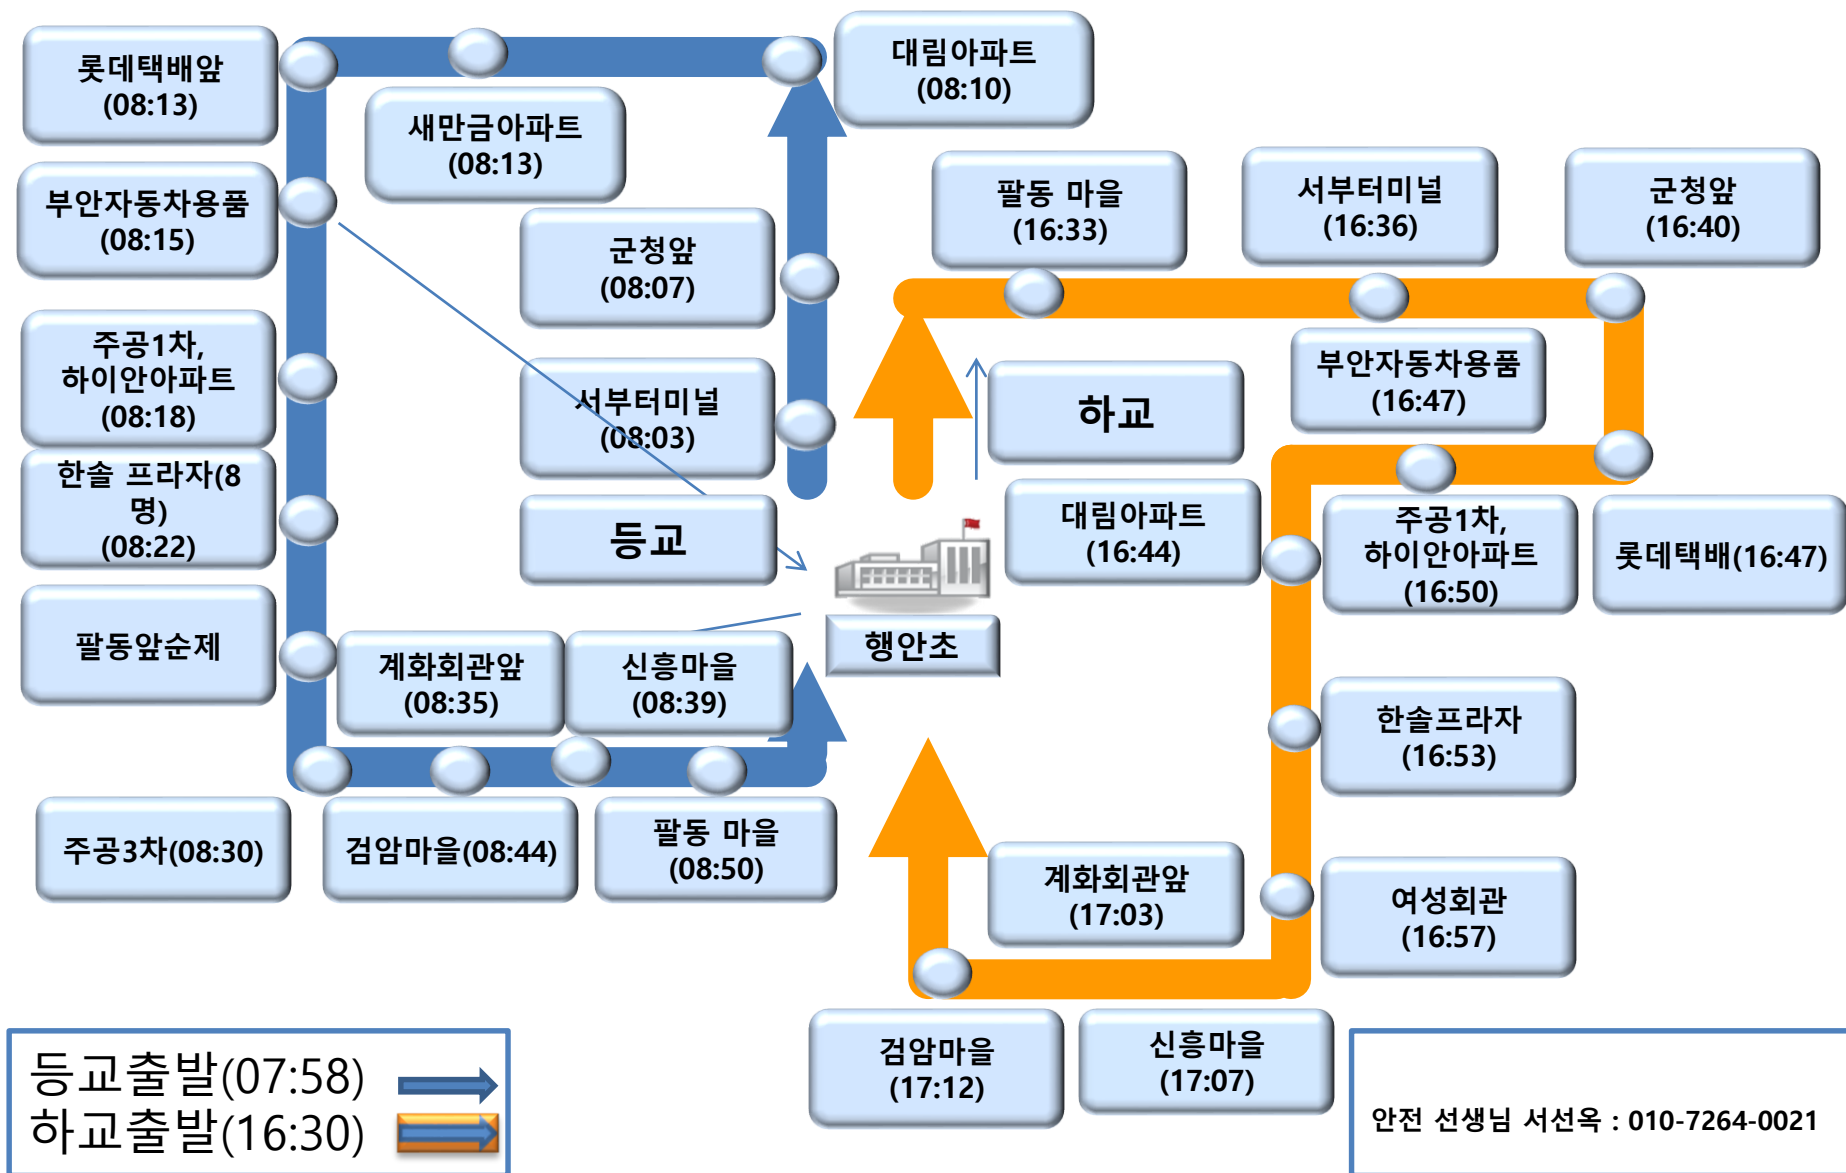 롯데택배앞
(08:13)
새만금아파트
(08:13)
대림아파트
(08:10)
부안자동차용품
(08:15)
군청앞
(08:07)
팔동 마을
(16:33)
서부터미널
(16:36)
군청앞
(16:40)
주공1차,
하이안아파트
(08:18)
서부터미널
(08:03)
하교
부안자동차용품
(16:47)
한솔 프라자(8
명)
(08:22)
등교
대림아파트
(16:44)
주공1차,
하이안아파트
(16:50)
롯데택배(16:47)
팔동앞순제
계화회관앞
(08:35)
신흥마을
(08:39)
행안초
한솔프라자
(16:53)
주공3차(08:30)
검암마을(08:44)
팔동 마을
(08:50)
계화회관앞
(17:03)
여성회관
(16:57)
검암마을
(17:12)
신흥마을
(17:07)
등교출발(07:58)
하교출발(16:30)
안전 선생님 서선옥 : 010-7264-0021